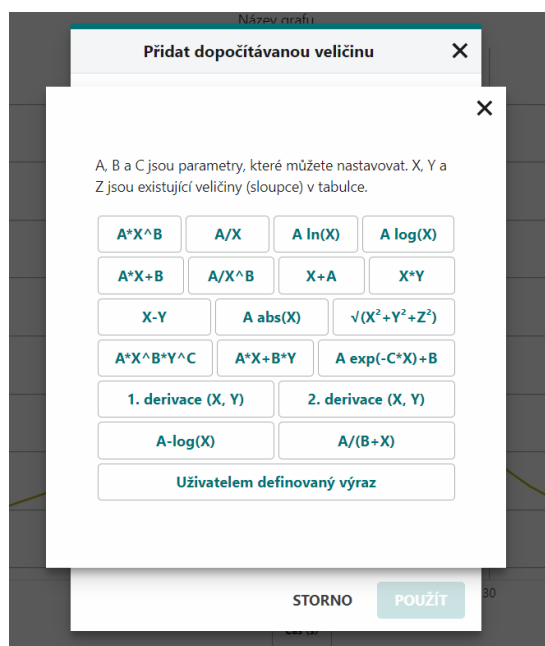 Název grafu
Přidat dopočítávanou veličinu
A, B a C jsou parametry, které můžete nastavovat. X, Y a
Z jsou existující veličiny (sloupce) v tabulce.
A*X^B A/X A ln(X) A log(X)
A*X+B A/X^B X+A X*Y
X-Y A abs(X) √(X²+Y²+Z²)
A*X^B*Y^C A*X+B*Y A exp(-C*X)+B
1. derivace (X, Y) 2. derivace (X, Y)
A-log(X) A/(B+X)
Uživatelem definovaný výraz
STORNO POUŽÍT
30
Čas (s)